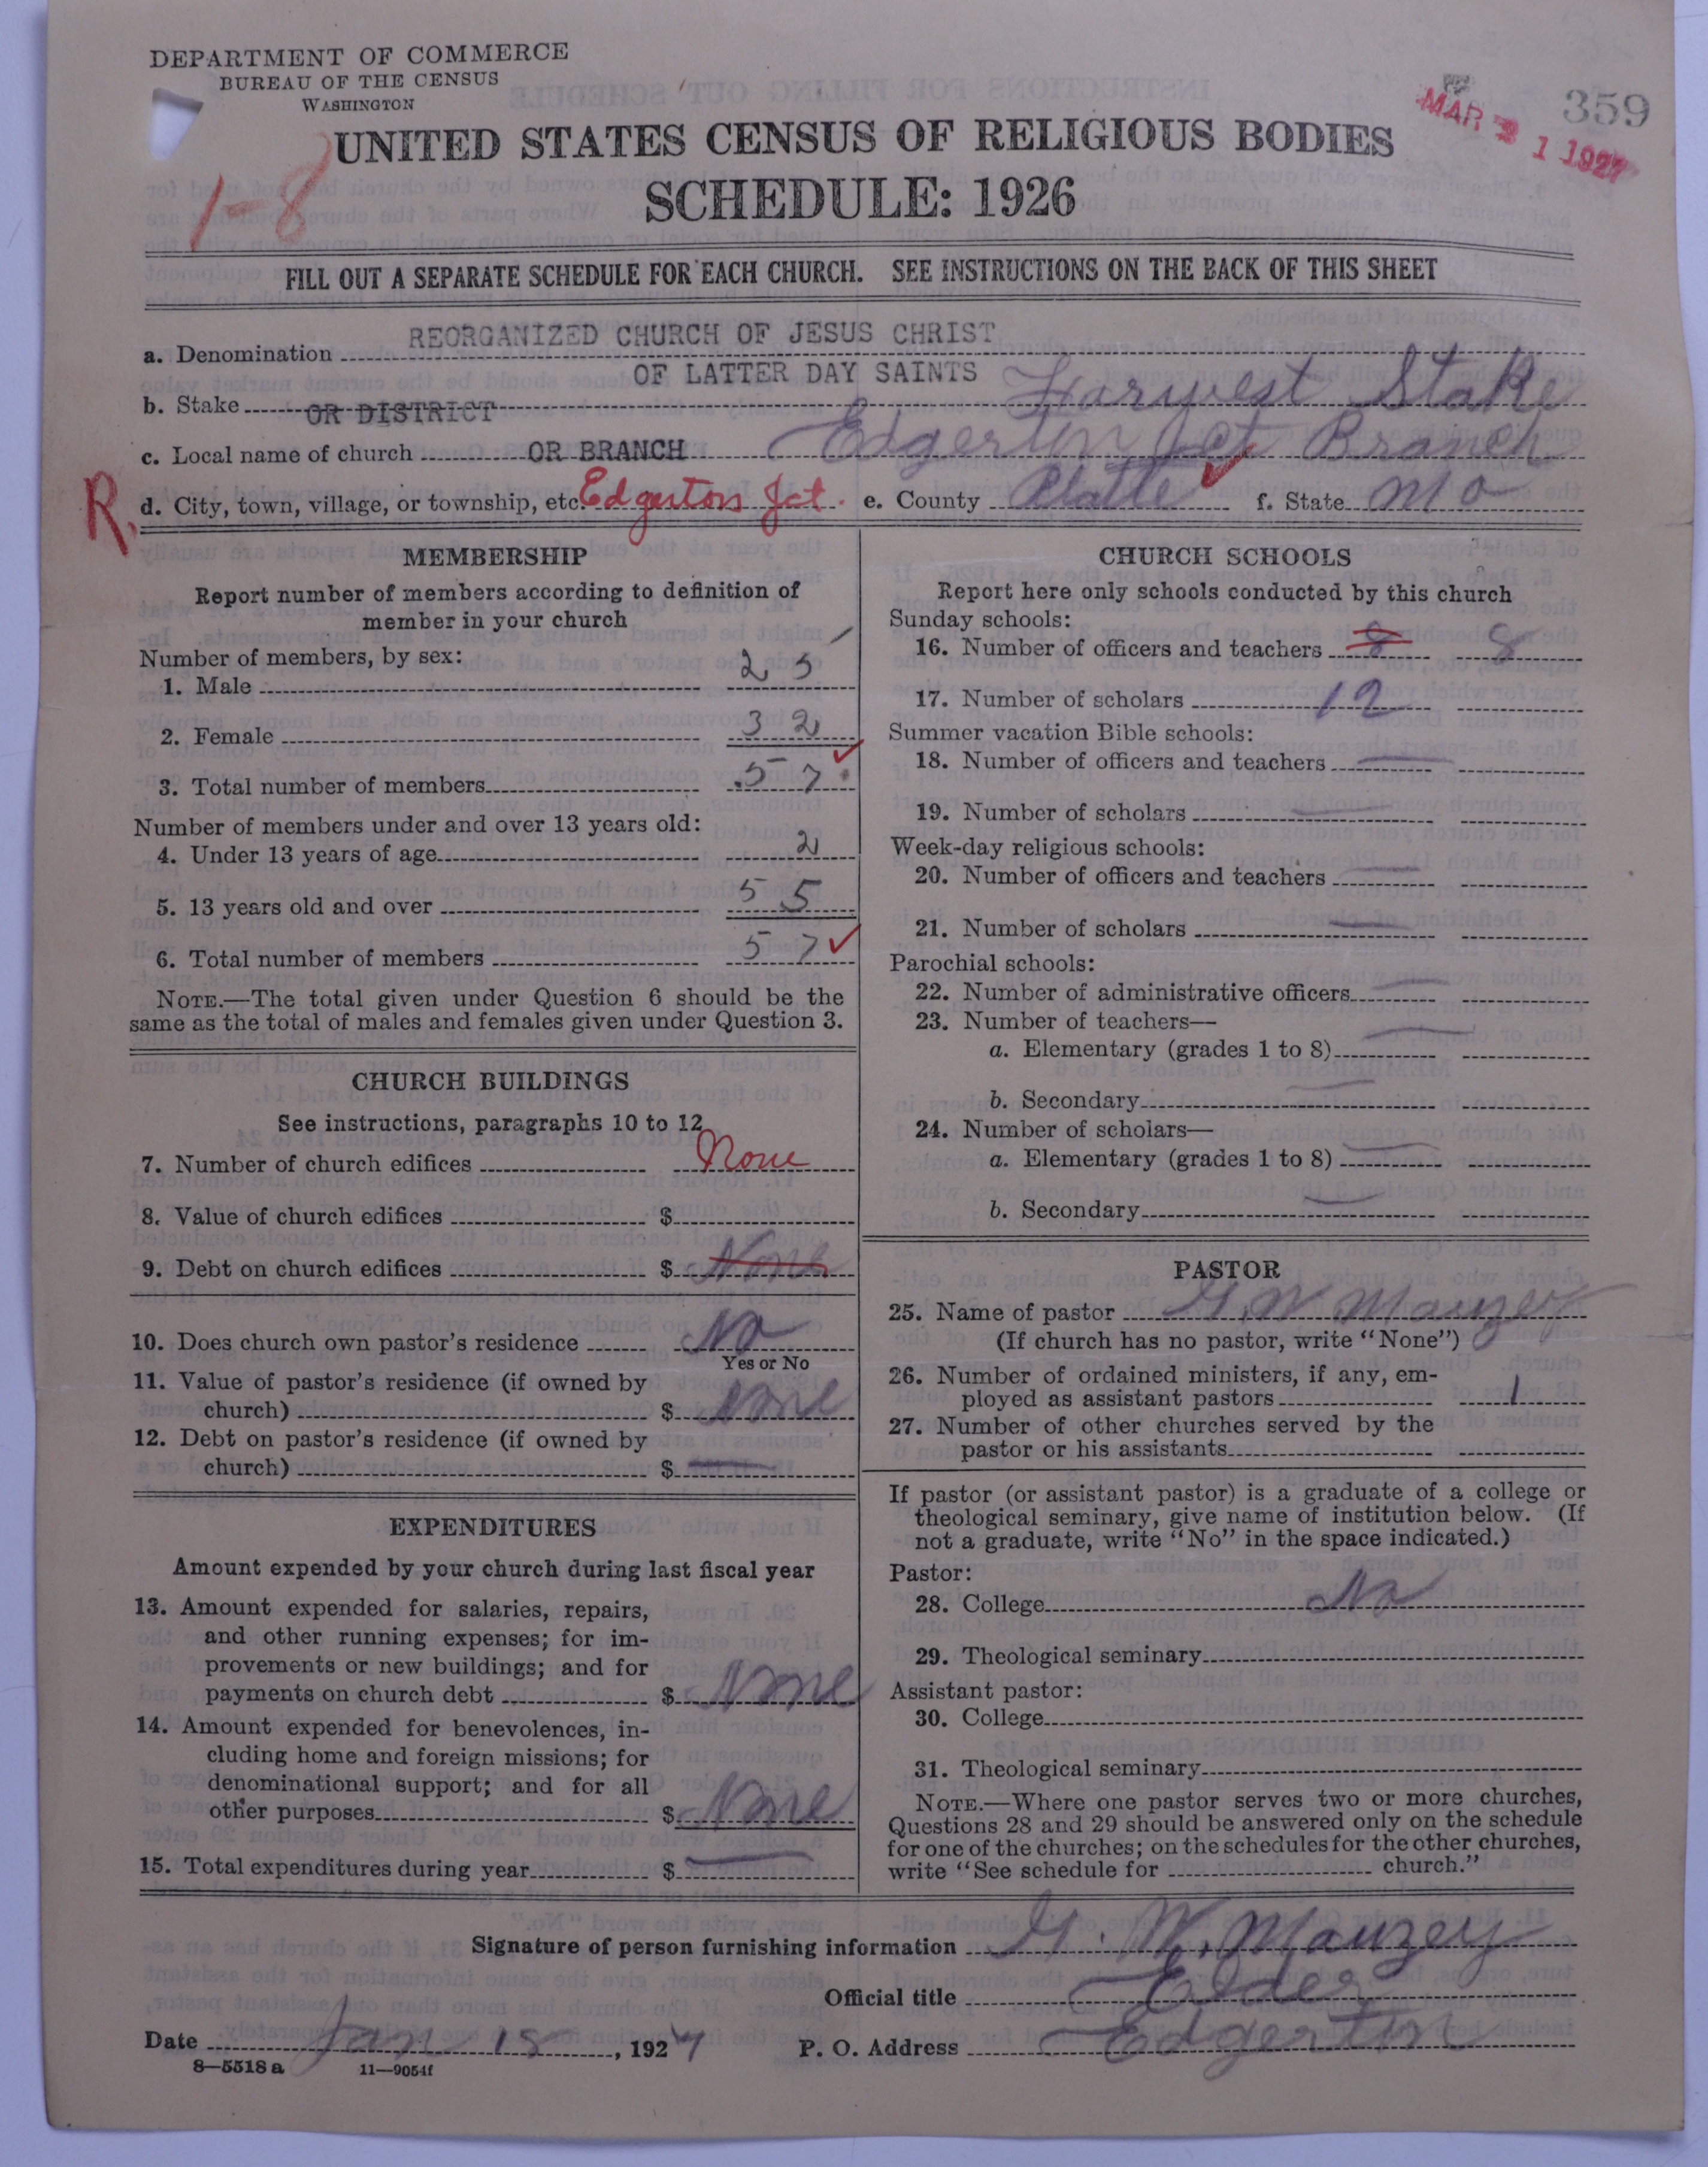 DEPARTMENT OF COMMERCE
BUREAU OF THE CENSUS
WASHINGTON
MAR 31 1927
359
1-8
UNITED STATES CENSUS OF RELIGIOUS BODIES
SCHEDULE: 1926
FILL OUT A SEPARATE SCHEDULE FOR EACH CHURCH. SEE INSTRUCTIONS ON THE BACK OF THIS SHEET
a. Denomination REORGANIZED CHURCH OF JESUS CHRIST
OF LATTER DAY SAINTS
b. Stake OR DISTRICT Harvest Stake
c. Local name of church OR BRANCH Edgerton Jct Branch
R. d. City, town, village, or township, etc. Edgerton Jct. e. County Platte f. State Mo
MEMBERSHIP
Report number of members according to definition of
member in your church
Number of members, by sex:
1. Male 25
2. Female 32
3. Total number of members 57
Number of members under and over 13 years old:
4. Under 13 years of age 2
5. 13 years old and over 55
6. Total number of members 57
NOTE.—The total given under Question 6 should be the
same as the total of males and females given under Question 3.
CHURCH BUILDINGS
See instructions, paragraphs 10 to 12
7. Number of church edifices None
8. Value of church edifices $
9. Debt on church edifices $ None
10. Does church own pastor's residence No
Yes or No
11. Value of pastor's residence (if owned by
church) $ None
12. Debt on pastor's residence (if owned by
church) $
EXPENDITURES
Amount expended by your church during last fiscal year
13. Amount expended for salaries, repairs,
and other running expenses; for im-
provements or new buildings; and for
payments on church debt $ None
14. Amount expended for benevolences, in-
cluding home and foreign missions; for
denominational support; and for all
other purposes $ None
15. Total expenditures during year $
CHURCH SCHOOLS
Report here only schools conducted by this church
Sunday schools:
16. Number of officers and teachers 8 8
17. Number of scholars 12
Summer vacation Bible schools:
18. Number of officers and teachers
19. Number of scholars
Week-day religious schools:
20. Number of officers and teachers
21. Number of scholars
Parochial schools:
22. Number of administrative officers
23. Number of teachers—
a. Elementary (grades 1 to 8)
b. Secondary
24. Number of scholars—
a. Elementary (grades 1 to 8)
b. Secondary
PASTOR
25. Name of pastor G. W. Mauzey
(If church has no pastor, write "None")
26. Number of ordained ministers, if any, em-
ployed as assistant pastors 1
27. Number of other churches served by the
pastor or his assistants
If pastor (or assistant pastor) is a graduate of a college or
theological seminary, give name of institution below. (If
not a graduate, write "No" in the space indicated.)
Pastor:
28. College No
29. Theological seminary
Assistant pastor:
30. College
31. Theological seminary
NOTE.—Where one pastor serves two or more churches,
Questions 28 and 29 should be answered only on the schedule
for one of the churches; on the schedules for the other churches,
write "See schedule for church."
Signature of person furnishing information G. W. Mauzey
Official title Elder
Date Jan 18, 1927 P. O. Address Edgerton
8—5518 a 11—9054f